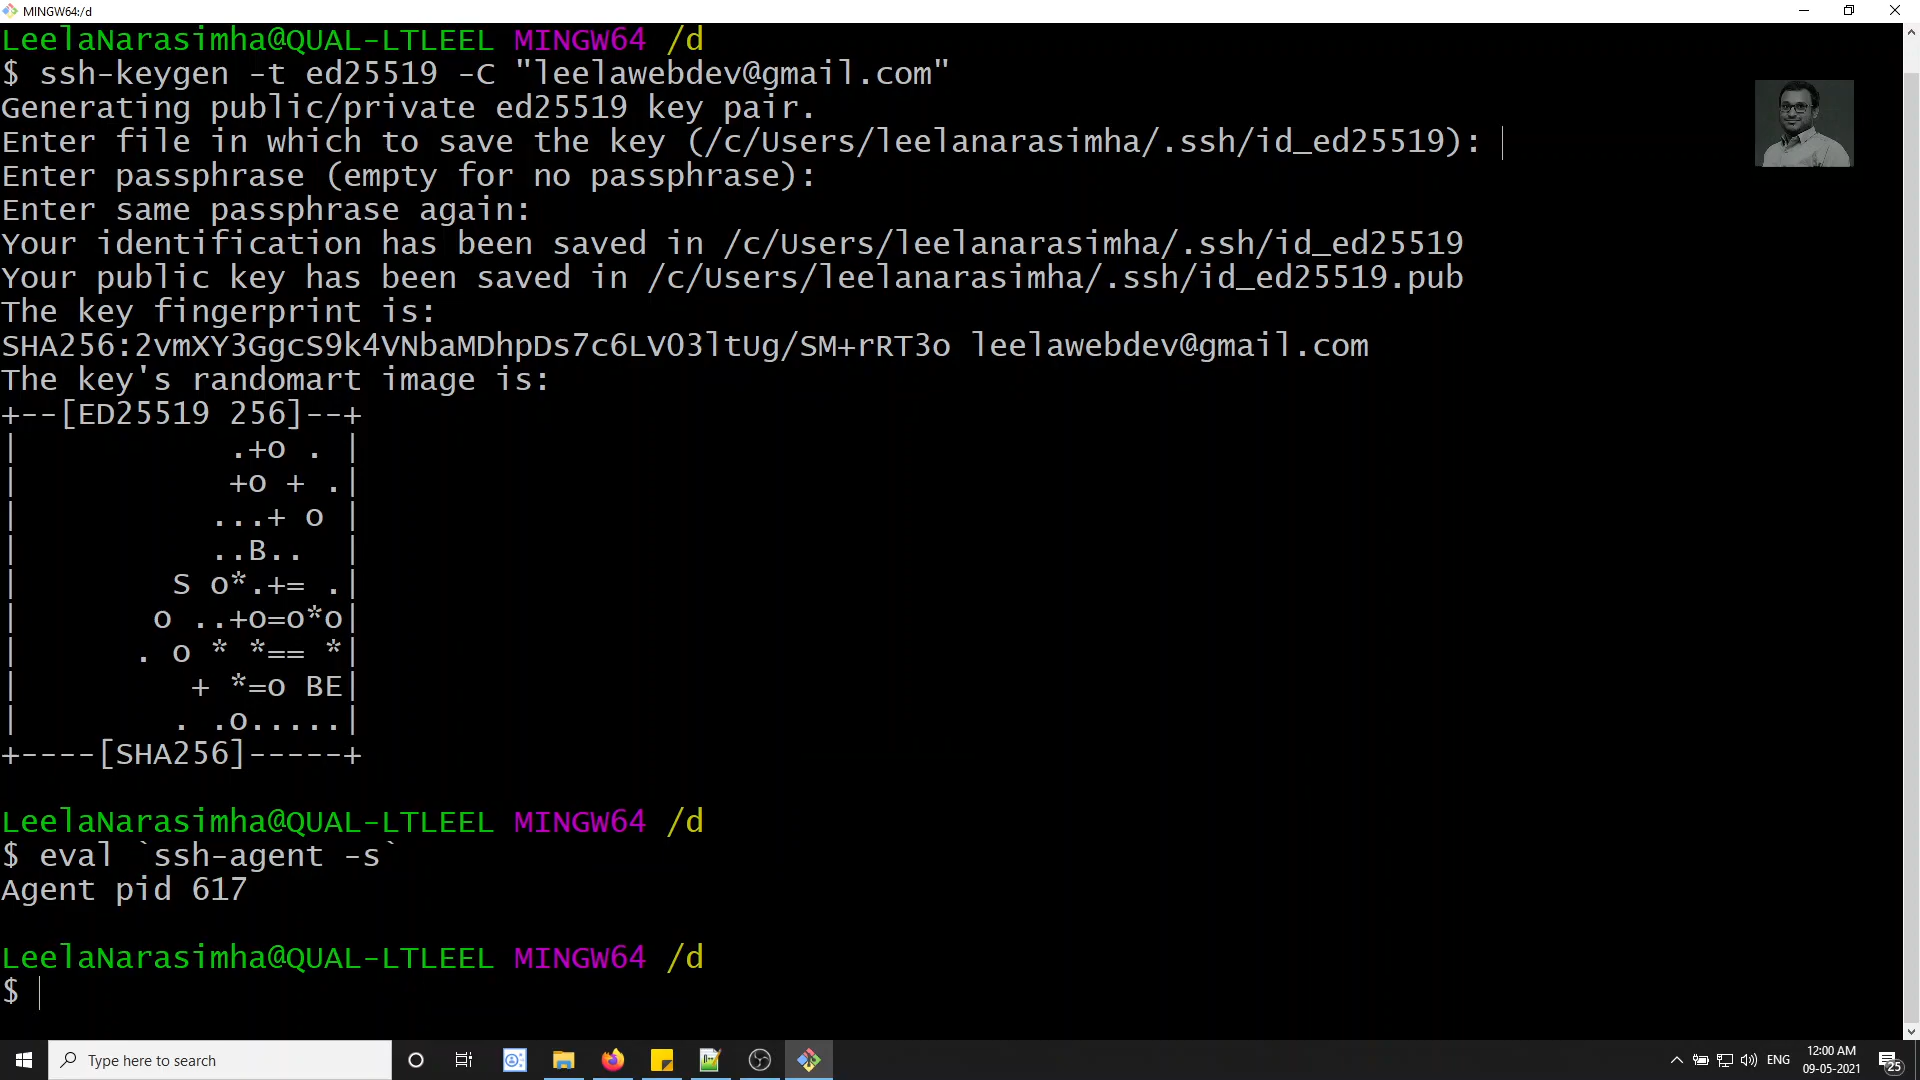 MINGW64:/d
LeelaNarasimha@QUAL-LTLEEL MINGW64 /d
$ ssh-keygen -t ed25519 -C "leelawebdev@gmail.com"
Generating public/private ed25519 key pair.
Enter file in which to save the key (/c/Users/leelanarasimha/.ssh/id_ed25519):
Enter passphrase (empty for no passphrase):
Enter same passphrase again:
Your identification has been saved in /c/Users/leelanarasimha/.ssh/id_ed25519
Your public key has been saved in /c/Users/leelanarasimha/.ssh/id_ed25519.pub
The key fingerprint is:
SHA256:2vmXY3GgcS9k4VNbaMDhpDs7c6LVO3ltUg/SM+rRT3o leelawebdev@gmail.com
The key's randomart image is:
+--[ED25519 256]--+
|           .+o . |
|           +o + .|
|          ...+ o |
|          ..B..  |
|        S o*.+= .|
|       o ..+o=o*o|
|      . o * *== *|
|         + *=o BE|
|        . .o.....|
+----[SHA256]-----+
LeelaNarasimha@QUAL-LTLEEL MINGW64 /d
$ eval `ssh-agent -s`
Agent pid 617
LeelaNarasimha@QUAL-LTLEEL MINGW64 /d
$
Type here to search
ENG
12:00 AM
09-05-2021
25